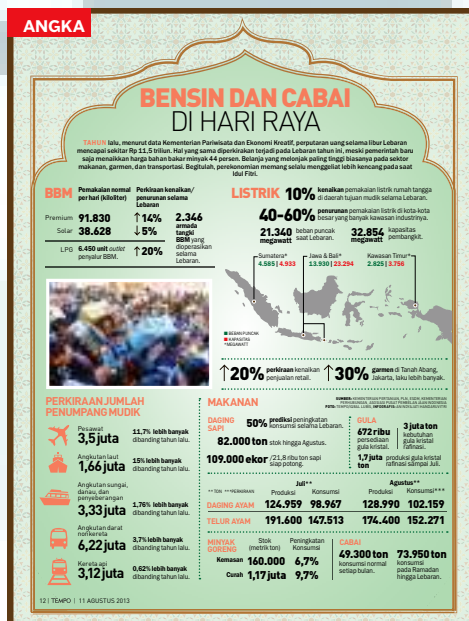 ANGKA
BENSIN DAN CABAI
DI HARI RAYA
TAHUN lalu, menurut data Kementerian Pariwisata dan Ekonomi Kreatif, perputaran uang selama libur Lebaran
mencapai sekitar Rp 11,5 triliun. Hal yang sama diperkirakan terjadi pada Lebaran tahun ini, meski pemerintah baru
saja menaikkan harga bahan bakar minyak 44 persen. Belanja yang melonjak paling tinggi biasanya pada sektor
makanan, garmen, dan transportasi. Begitulah, perekonomian memang selalu menggeliat lebih kencang pada saat
Idul Fitri.
BBM
Pemakaian normal
per hari (kiloliter)
Perkiraan kenaikan/
penurunan selama
Lebaran
Premium 91.830 ↑14%
Solar 38.628 ↓5%
LPG 6.450 unit outlet
penyalur BBM. ↑20%
2.346
armada
tangki
BBM yang
dioperasikan
selama
Lebaran.
LISTRIK
10% kenaikan pemakaian listrik rumah tangga
di daerah tujuan mudik selama Lebaran.
40-60% penurunan pemakaian listrik di kota-kota
besar yang banyak kawasan industrinya.
21.340
megawatt
beban puncak
saat Lebaran.
32.854
megawatt
kapasitas
pembangkit.
Sumatera*
4.585 | 4.933
Jawa & Bali*
13.930 | 23.294
Kawasan Timur*
2.825 | 3.756
BEBAN PUNCAK
KAPASITAS
*MEGAWATT
↑20% perkiraan kenaikan
penjualan retail.
↑30% garmen di Tanah Abang,
Jakarta, laku lebih banyak.
PERKIRAAN JUMLAH
PENUMPANG MUDIK
Pesawat
3,5 juta
11,7% lebih banyak
dibanding tahun lalu.
Angkutan laut
1,66 juta
15% lebih banyak
dibanding tahun lalu.
Angkutan sungai,
danau, dan
penyeberangan
3,33 juta
1,76% lebih banyak
dibanding tahun lalu.
Angkutan darat
nonkereta
6,22 juta
3,7% lebih banyak
dibanding tahun lalu.
Kereta api
3,12 juta
0,62% lebih banyak
dibanding tahun lalu.
MAKANAN
DAGING
SAPI
50% prediksi peningkatan
konsumsi selama Lebaran.
82.000 ton stok hingga Agustus.
109.000 ekor /21,8 ribu ton sapi
siap potong.
GULA
672 ribu
persediaan
gula kristal.
3 juta ton
kebutuhan
gula kristal
rafinasi.
1,7 juta
ton
produksi gula kristal
rafinasi sampai Juli.
**TON ***PERKIRAAN
Juli** Agustus**
Produksi Konsumsi Produksi Konsumsi***
DAGING AYAM 124.959 98.967 128.990 102.159
TELUR AYAM 191.600 147.513 174.400 152.271
MINYAK
GORENG
Stok
(metrik ton)
Peningkatan
Konsumsi
Kemasan 160.000 6,7%
Curah 1,17 juta 9,7%
CABAI
49.300 ton
konsumsi normal
setiap bulan.
73.950 ton
konsumsi
pada Ramadan
hingga Lebaran.
12 | TEMPO | 11 AGUSTUS 2013